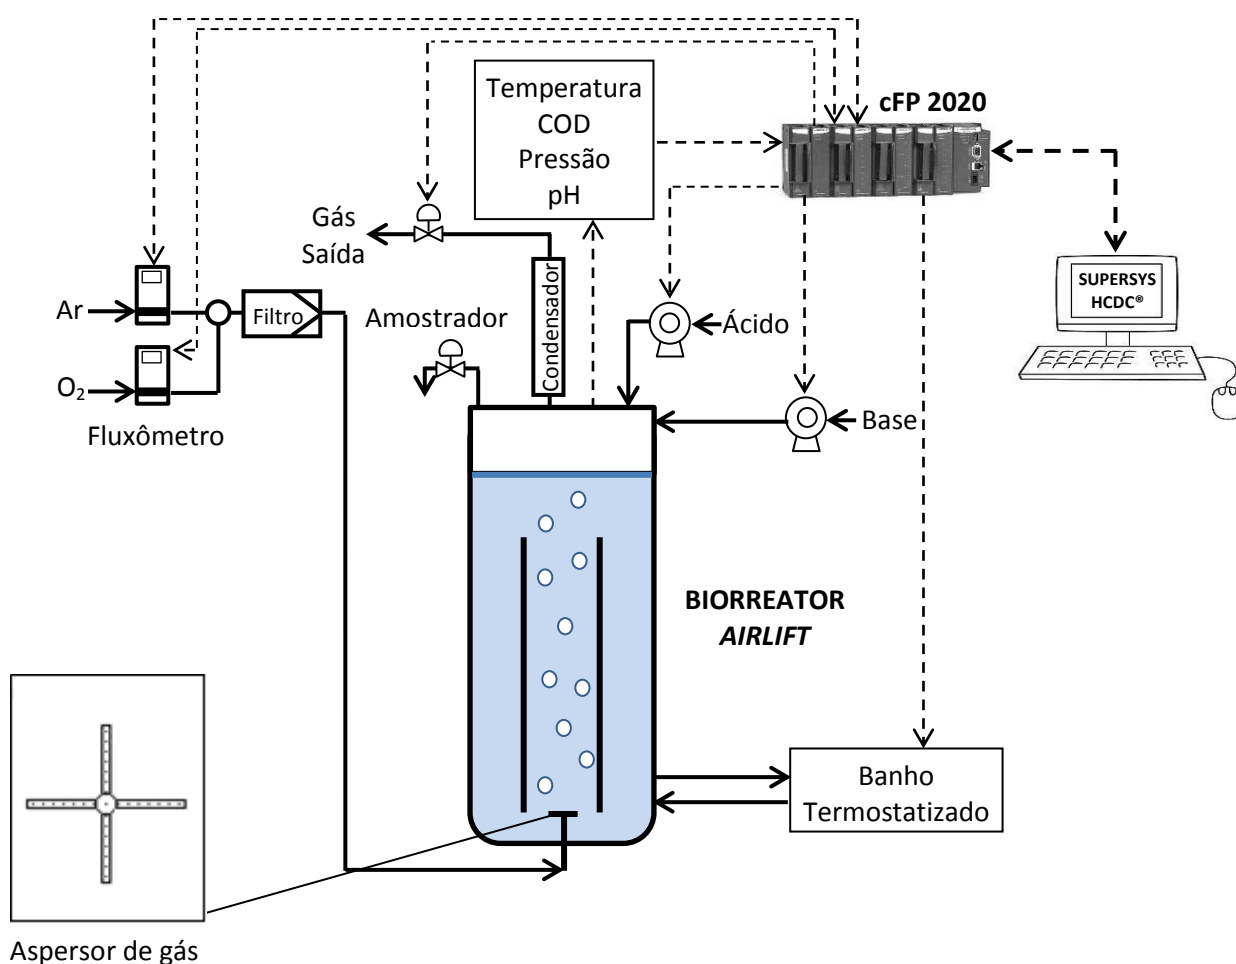 Temperatura
COD
Pressão
pH
cFP 2020
Gás
Saída
Condensador
Ar
Filtro
Amostrador
Ácido
SUPERSYS
HCDC®
O₂
Fluxômetro
Base
BIORREATOR
AIRLIFT
Banho
Termostatizado
Aspersor de gás